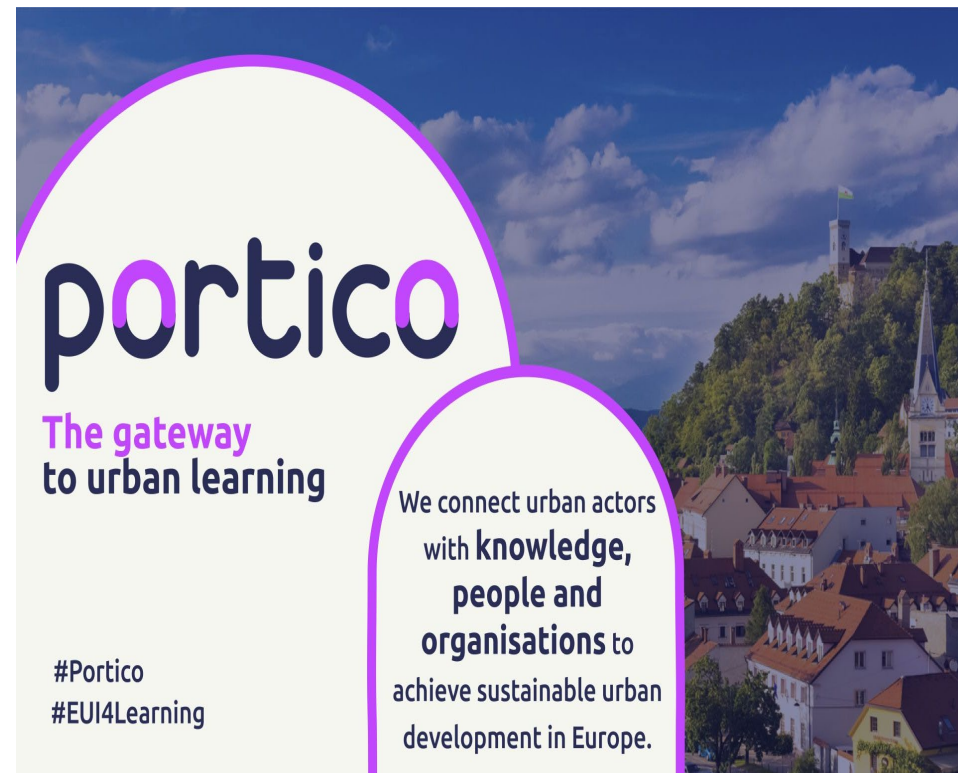 portico
The gateway
to urban learning
We connect urban actors
with knowledge,
people and
organisations to
achieve sustainable urban
development in Europe.
#Portico
#EUI4Learning